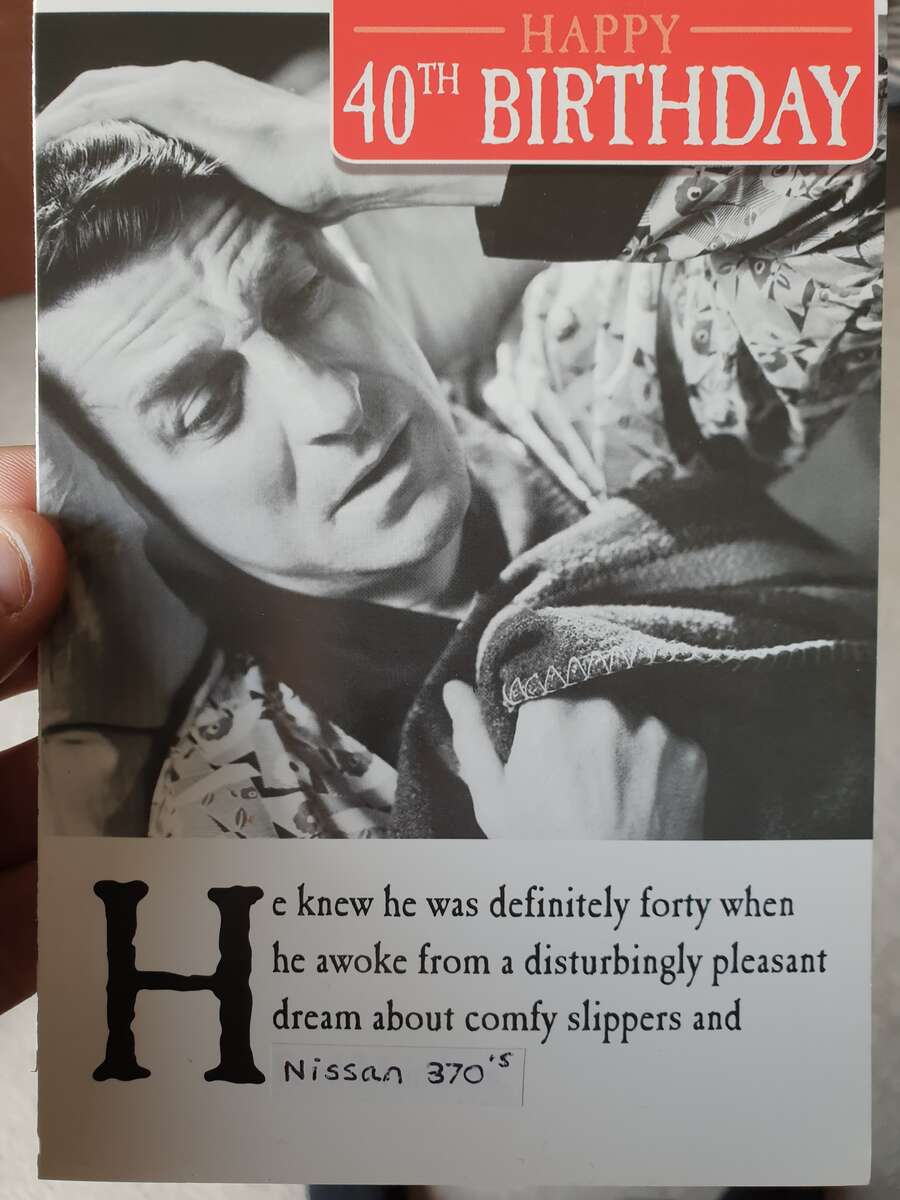 HAPPY
40TH BIRTHDAY
He knew he was definitely forty when
he awoke from a disturbingly pleasant
dream about comfy slippers and
Nissan 370's